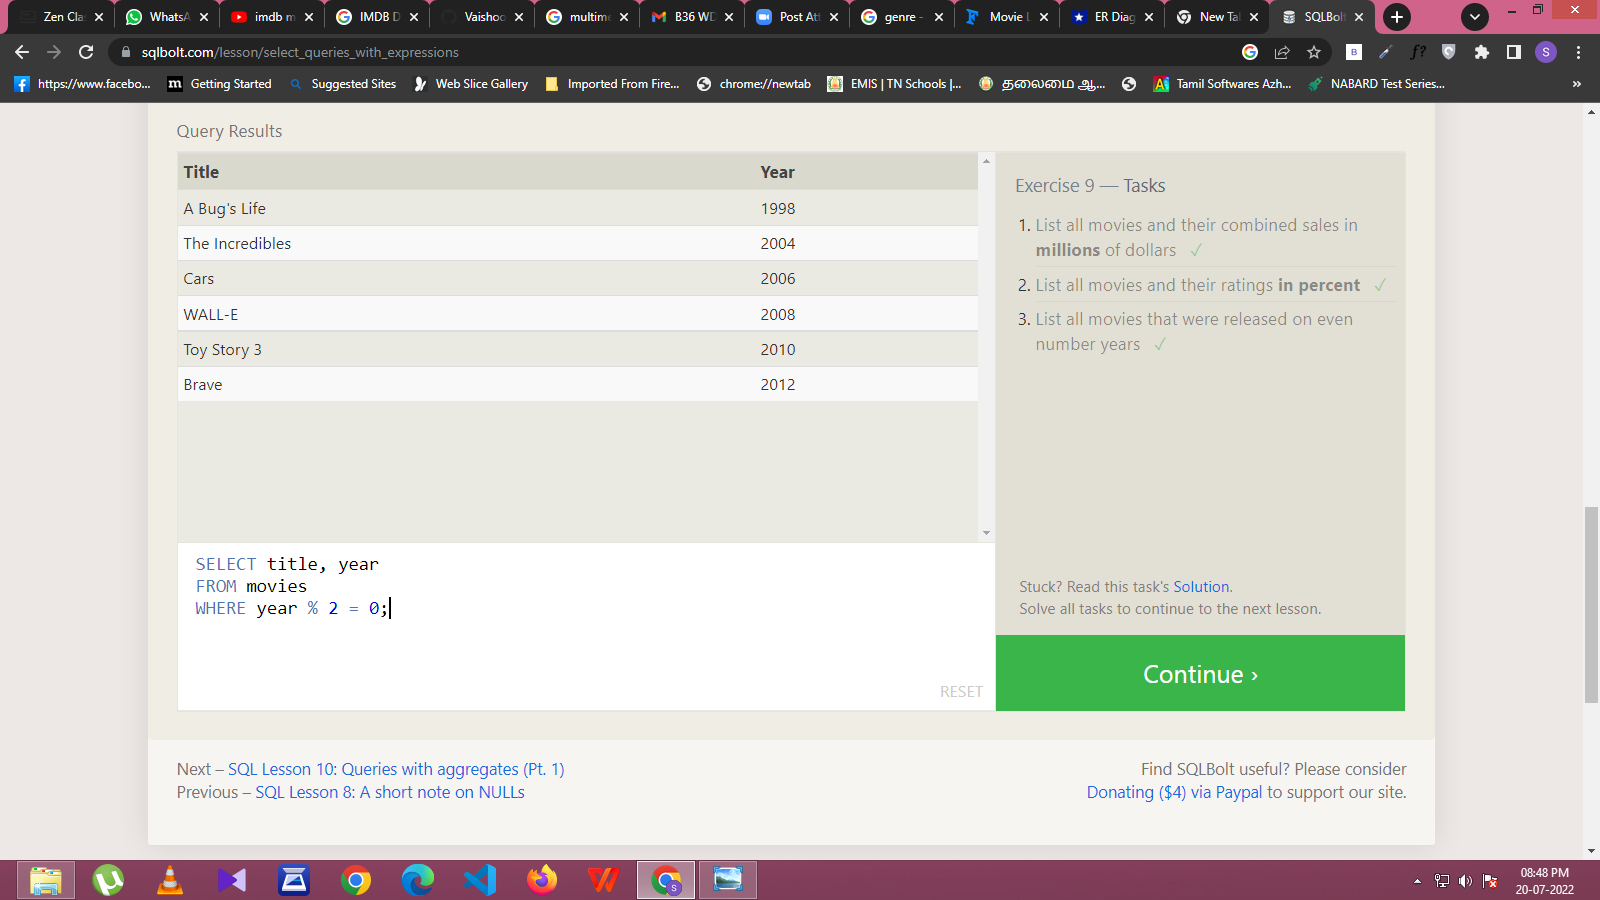 Zen Cla
WhatsA
imdb m
IMDB D
Vaishoo
multime
B36 WD
Post Att
genre -
Movie L
ER Diag
New Tab
SQLBolt
sqlbolt.com/lesson/select_queries_with_expressions
https://www.facebo...
Getting Started
Suggested Sites
Web Slice Gallery
Imported From Fire...
chrome://newtab
EMIS | TN Schools |...
தலைமை ஆ...
Tamil Softwares Azh...
NABARD Test Series...
»
Query Results
Title Year
A Bug's Life 1998
The Incredibles 2004
Cars 2006
WALL-E 2008
Toy Story 3 2010
Brave 2012
SELECT title, year
FROM movies
WHERE year % 2 = 0;
RESET
Exercise 9 — Tasks
1. List all movies and their combined sales in
millions of dollars ✓
2. List all movies and their ratings in percent ✓
3. List all movies that were released on even
number years ✓
Stuck? Read this task's Solution.
Solve all tasks to continue to the next lesson.
Continue ›
Next – SQL Lesson 10: Queries with aggregates (Pt. 1)
Previous – SQL Lesson 8: A short note on NULLs
Find SQLBolt useful? Please consider
Donating ($4) via Paypal to support our site.
08:48 PM
20-07-2022